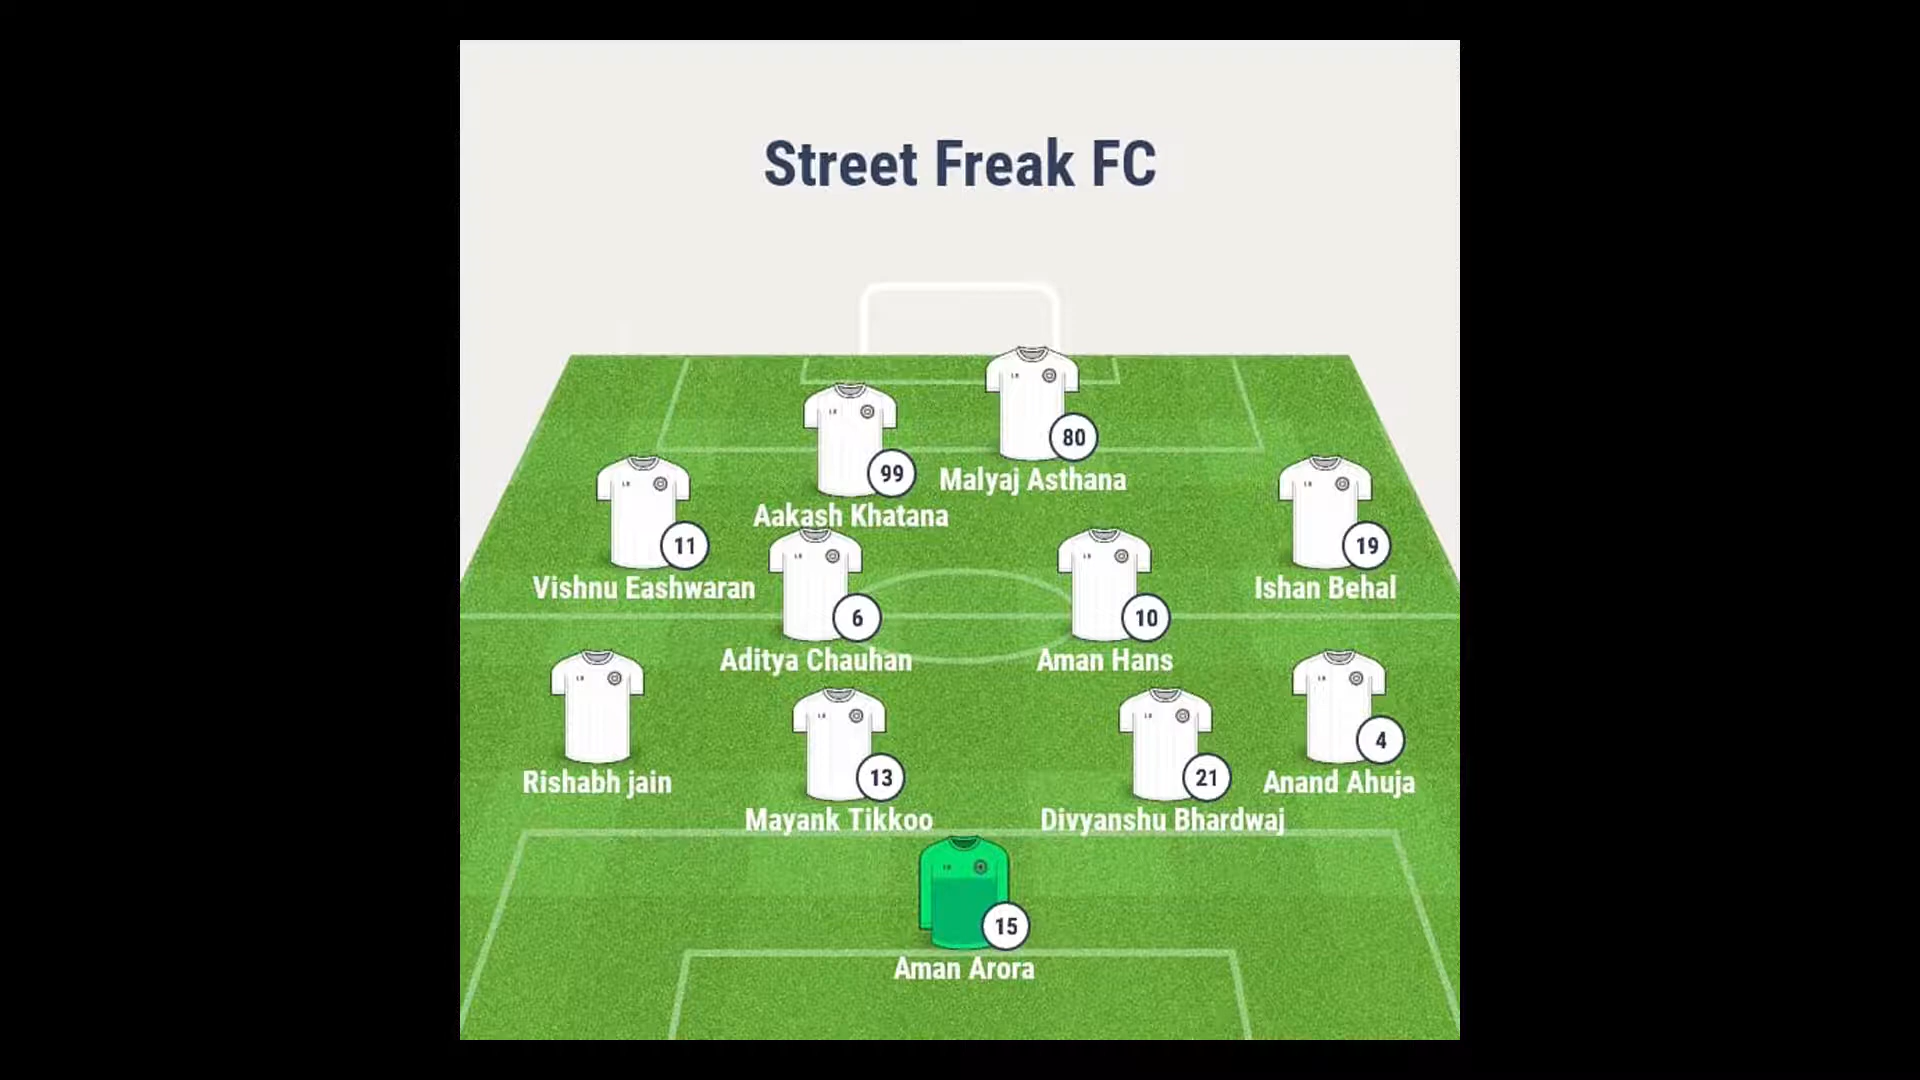 Street Freak FC
80
Malyaj Asthana
99
Aakash Khatana
11
Vishnu Eashwaran
19
Ishan Behal
6
Aditya Chauhan
10
Aman Hans
Rishabh jain
4
Anand Ahuja
13
Mayank Tikkoo
21
Divyanshu Bhardwaj
15
Aman Arora